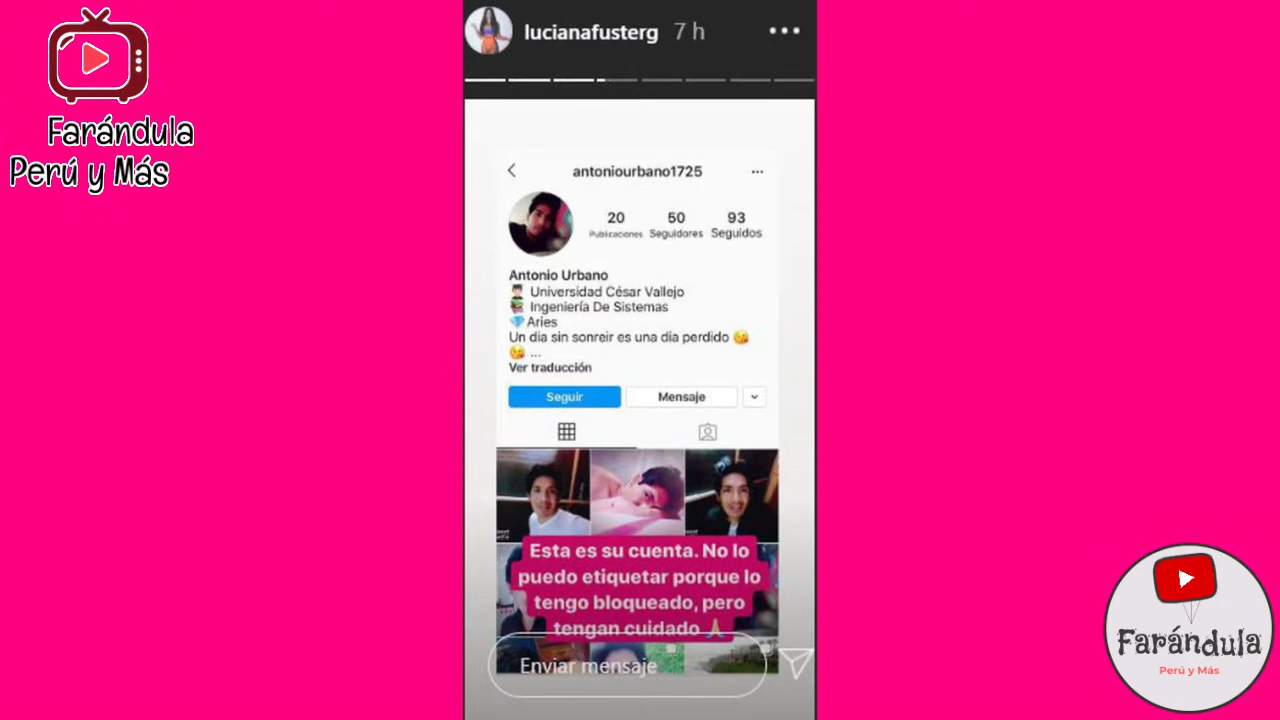 Farándula
Perú y Más
lucianafusterg 7 h
antoniourbano1725
20 50 93
Publicaciones Seguidores Seguidos
Antonio Urbano
Universidad César Vallejo
Ingeniería De Sistemas
Aries
Un dia sin sonreir es una dia perdido 😘
😘 ...
Ver traducción
Seguir Mensaje
Esta es su cuenta. No lo
puedo etiquetar porque lo
tengo bloqueado, pero
tengan cuidado 🙏
Enviar mensaje
Farándula
Perú y Más